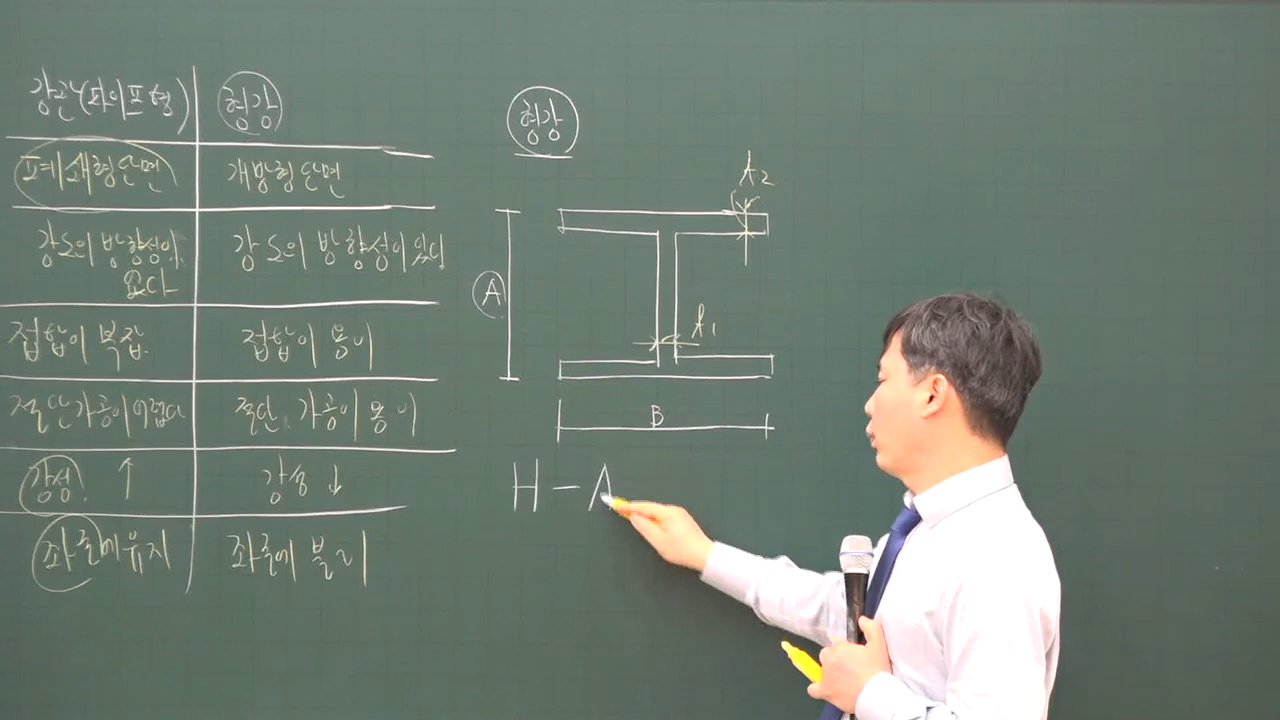 강관(파이프형) 형강
폐쇄형단면 개방형단면
강도의 방향성이 없다 강도의 방향성이 있다
접합이 복잡. 접합이 용이
절단가공이 어렵다 절단, 가공이 용이
강성. ↑ 강성 ↓
좌굴에 유지 좌굴에 불리
형강
A2
A
A1
B
H - A